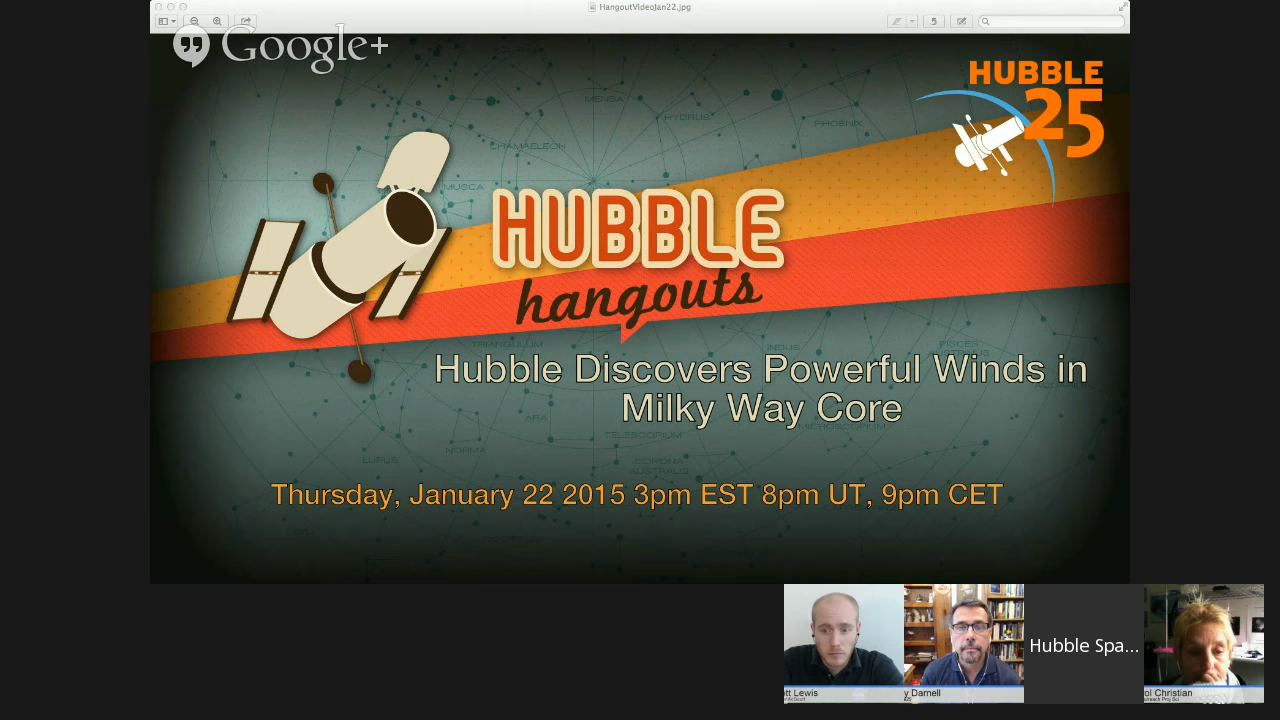 HangoutVideoJan22.jpg
Google+
HUBBLE
25
MENSA
HYDRUS
PHOENIX
CHAMAELEON
MUSCA
HUBBLE
hangouts
TRIANGULUM
INDUS
PISCES
Hubble Discovers Powerful Winds in
Milky Way Core
ARA
MICROSCOPIUM
TELESCOPIUM
NORMA
LUPUS
CORONA
AUSTRALIS
Thursday, January 22 2015 3pm EST 8pm UT, 9pm CET
Hubble Spa...
tt Lewis
y Darnell
ol Christian